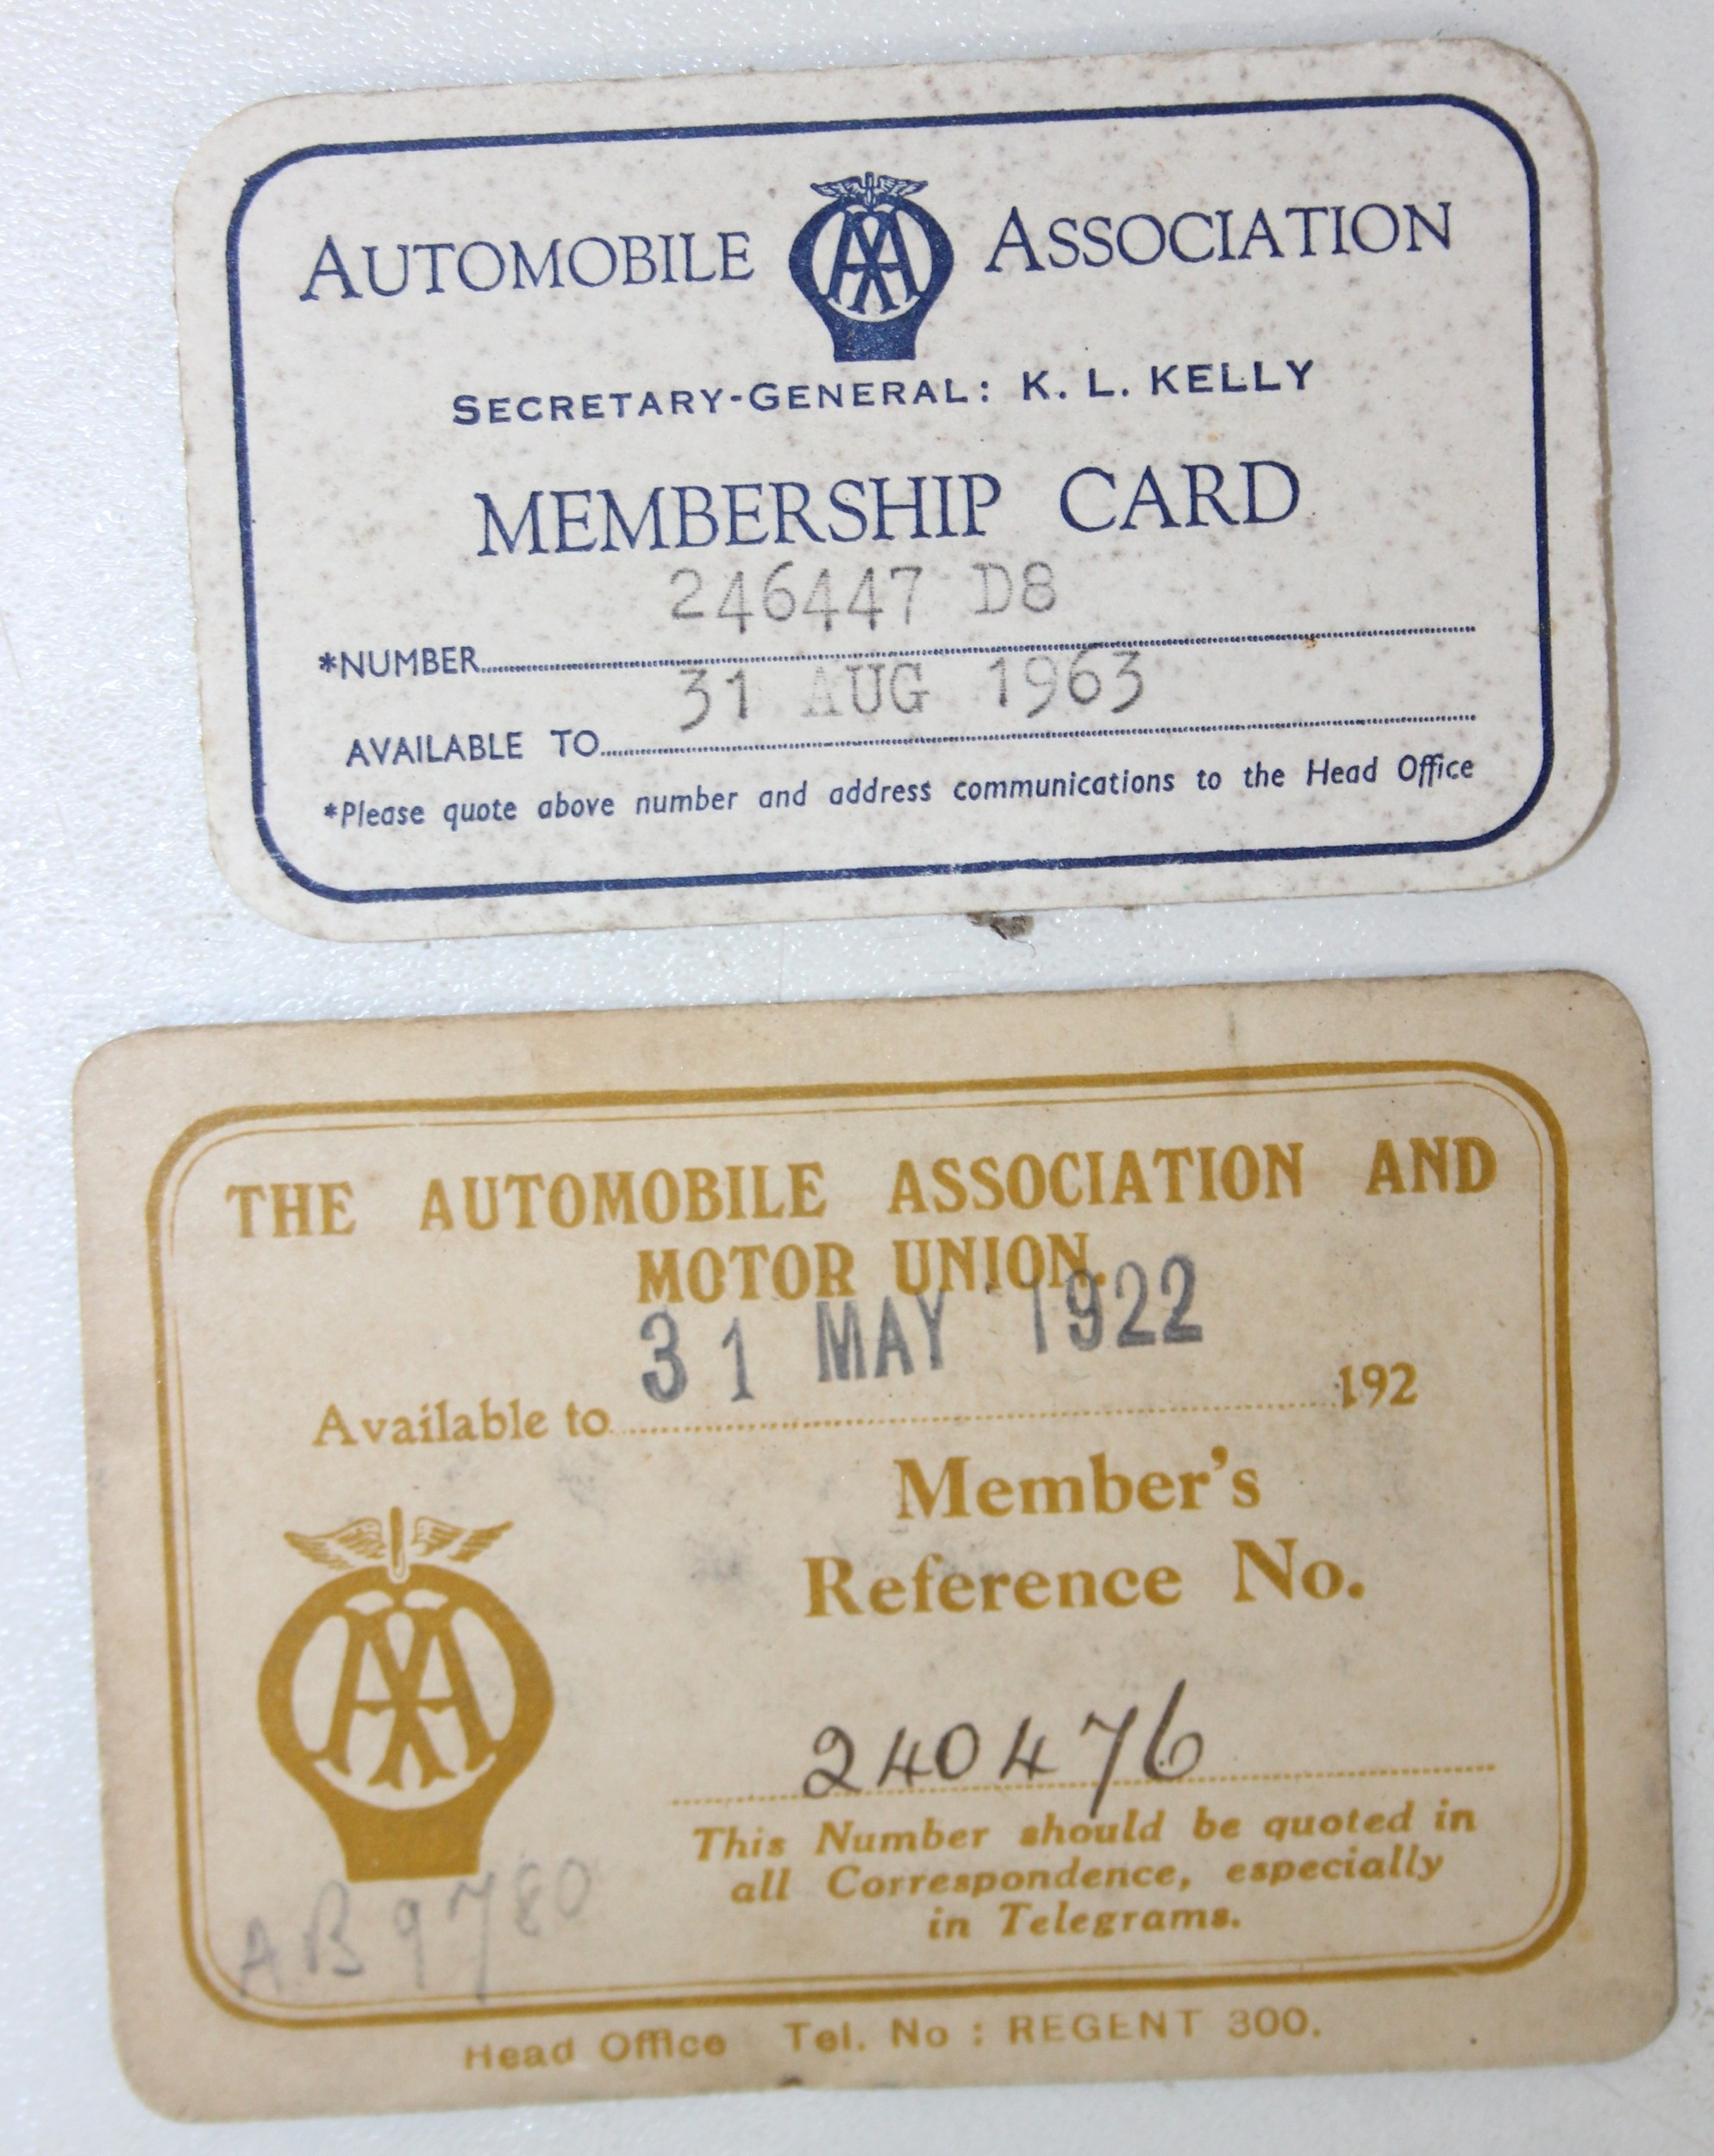 AUTOMOBILE AA ASSOCIATION
SECRETARY-GENERAL: K. L. KELLY
MEMBERSHIP CARD
246447 D8
*NUMBER
31 AUG 1963
AVAILABLE TO
*Please quote above number and address communications to the Head Office
THE AUTOMOBILE ASSOCIATION AND
MOTOR UNION.
31 MAY 1922
Available to 192
Member's
Reference No.
AA
240476
This Number should be quoted in
all Correspondence, especially
in Telegrams.
AB9780
Head Office Tel. No : REGENT 300.